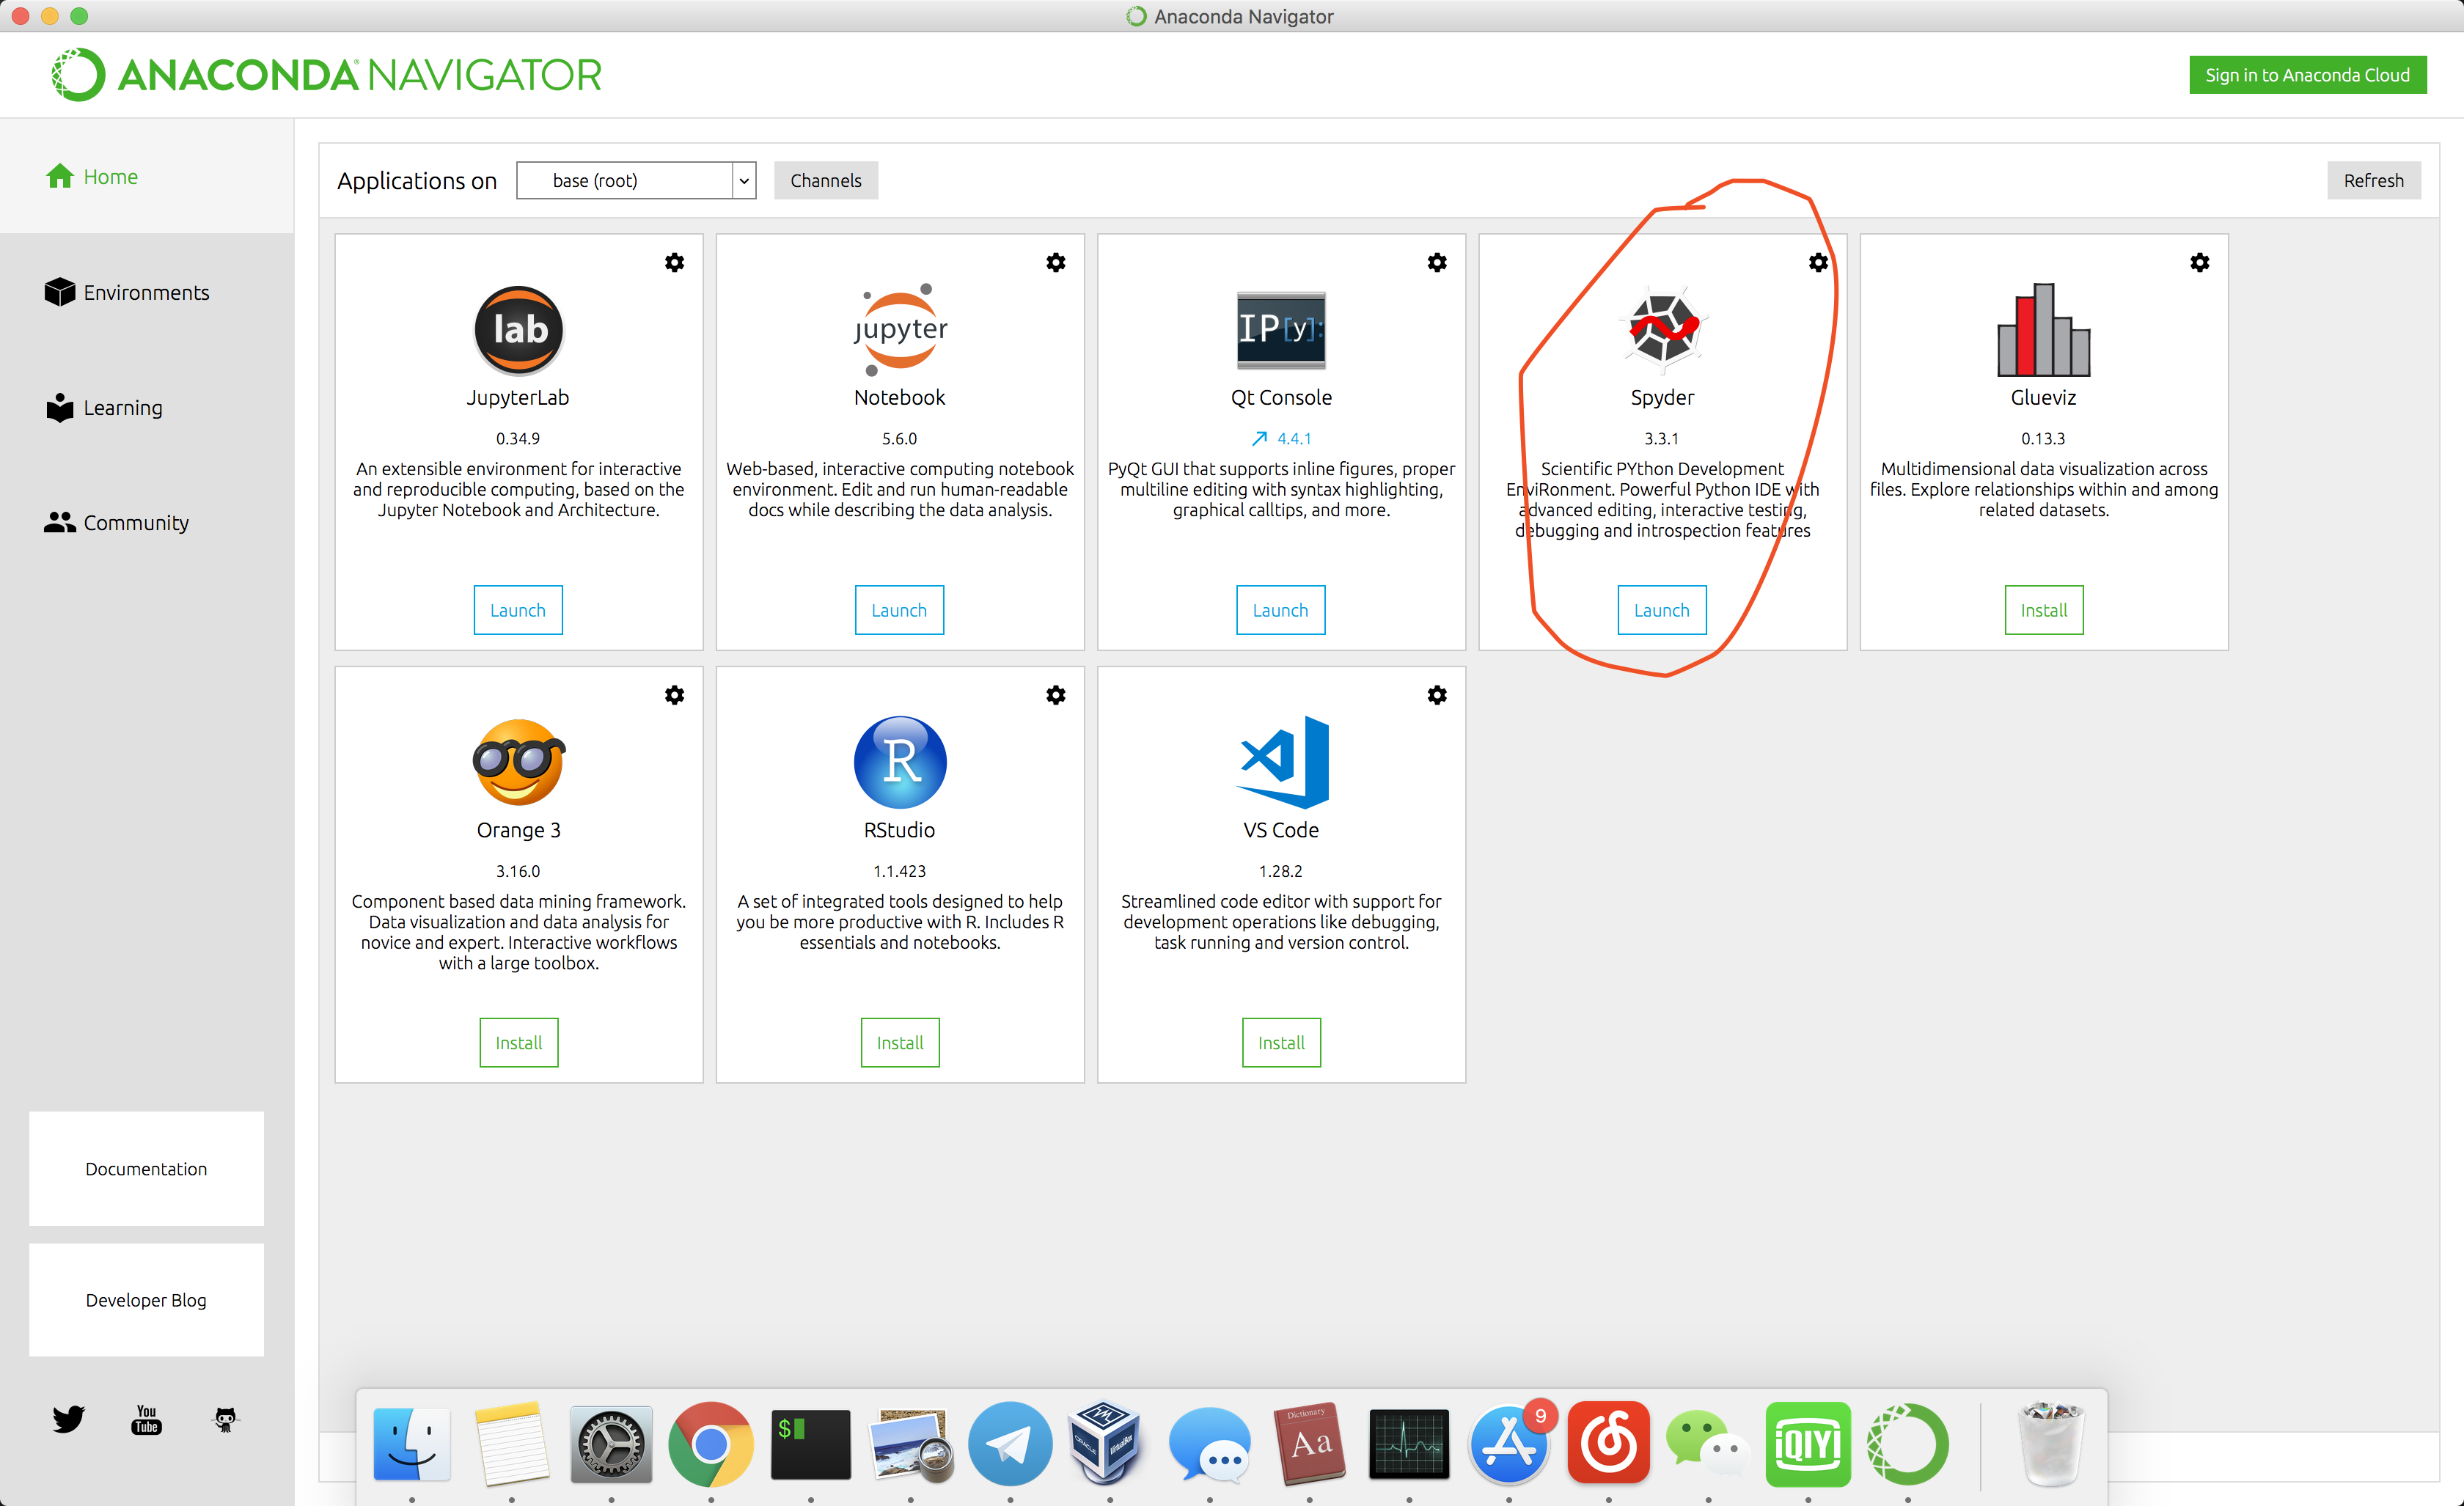 Anaconda Navigator
ANACONDA NAVIGATOR
Sign in to Anaconda Cloud
Home
Environments
Learning
Community
Documentation
Developer Blog
You
Tube
Applications on
base (root)
Channels
Refresh
lab
JupyterLab
0.34.9
An extensible environment for interactive
and reproducible computing, based on the
Jupyter Notebook and Architecture.
Launch
jupyter
Notebook
5.6.0
Web-based, interactive computing notebook
environment. Edit and run human-readable
docs while describing the data analysis.
Launch
IP[y]:
Qt Console
4.4.1
PyQt GUI that supports inline figures, proper
multiline editing with syntax highlighting,
graphical calltips, and more.
Launch
Spyder
3.3.1
Scientific PYthon Development
EnviRonment. Powerful Python IDE with
advanced editing, interactive testing,
debugging and introspection features
Launch
Glueviz
0.13.3
Multidimensional data visualization across
files. Explore relationships within and among
related datasets.
Install
Orange 3
3.16.0
Component based data mining framework.
Data visualization and data analysis for
novice and expert. Interactive workflows
with a large toolbox.
Install
R
RStudio
1.1.423
A set of integrated tools designed to help
you be more productive with R. Includes R
essentials and notebooks.
Install
VS Code
1.28.2
Streamlined code editor with support for
development operations like debugging,
task running and version control.
Install
$
ORACLE
VirtualBox
Dictionary
Aa
9
iQIYI